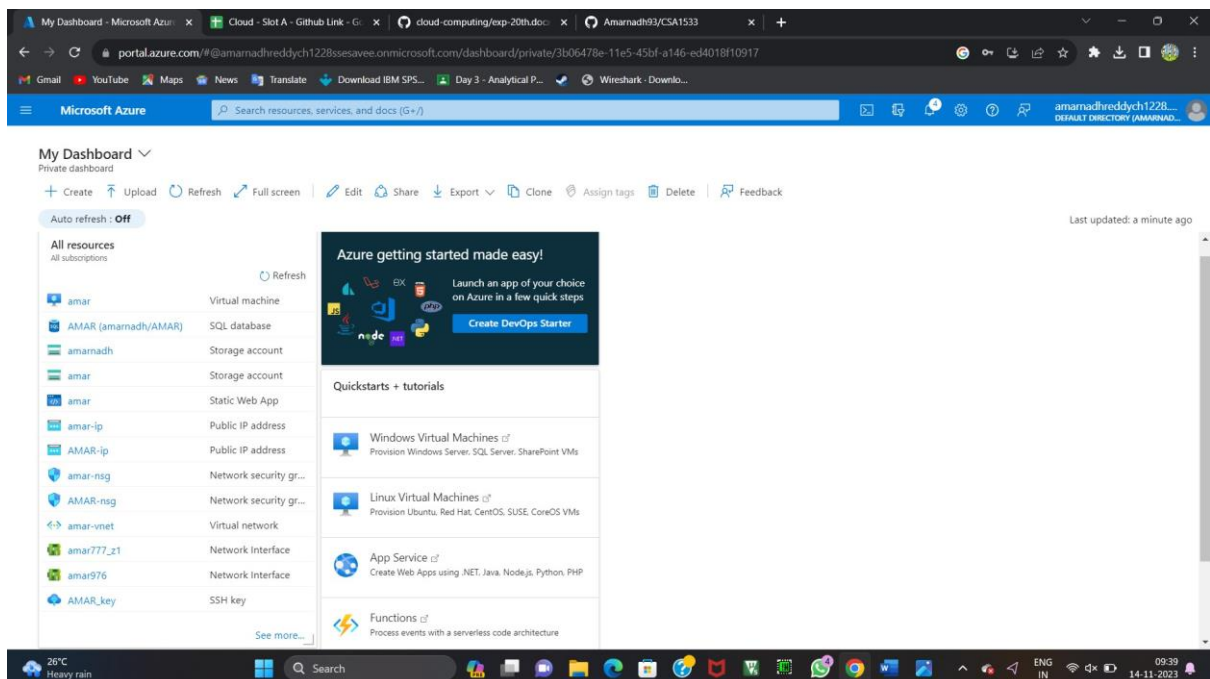 My Dashboard - Microsoft Azur
Cloud - Slot A - Github Link - Go
cloud-computing/exp-20th.doc
Amarnadh93/CSA1533
portal.azure.com/#@amarnadhreddych1228ssesavee.onmicrosoft.com/dashboard/private/3b06478e-11e5-45bf-a146-ed4018f10917
Gmail YouTube Maps News Translate Download IBM SPS... Day 3 - Analytical P... Wireshark · Downlo...
Microsoft Azure
Search resources, services, and docs (G+/)
4
amarnadhreddych1228....
DEFAULT DIRECTORY (AMARNAD...
My Dashboard
Private dashboard
Create Upload Refresh Full screen Edit Share Export Clone Assign tags Delete Feedback
Auto refresh : Off
Last updated: a minute ago
All resources
All subscriptions
Refresh
amar Virtual machine
AMAR (amarnadh/AMAR) SQL database
amarnadh Storage account
amar Storage account
amar Static Web App
amar-ip Public IP address
AMAR-ip Public IP address
amar-nsg Network security gr...
AMAR-nsg Network security gr...
amar-vnet Virtual network
amar777_z1 Network Interface
amar976 Network Interface
AMAR_key SSH key
See more...
Azure getting started made easy!
Launch an app of your choice
on Azure in a few quick steps
Create DevOps Starter
EX
JS
php
node
NET
Quickstarts + tutorials
Windows Virtual Machines
Provision Windows Server, SQL Server, SharePoint VMs
Linux Virtual Machines
Provision Ubuntu, Red Hat, CentOS, SUSE, CoreOS VMs
App Service
Create Web Apps using .NET, Java, Node.js, Python, PHP
Functions
Process events with a serverless code architecture
26°C
Heavy rain
Search
ENG
IN
09:39
14-11-2023